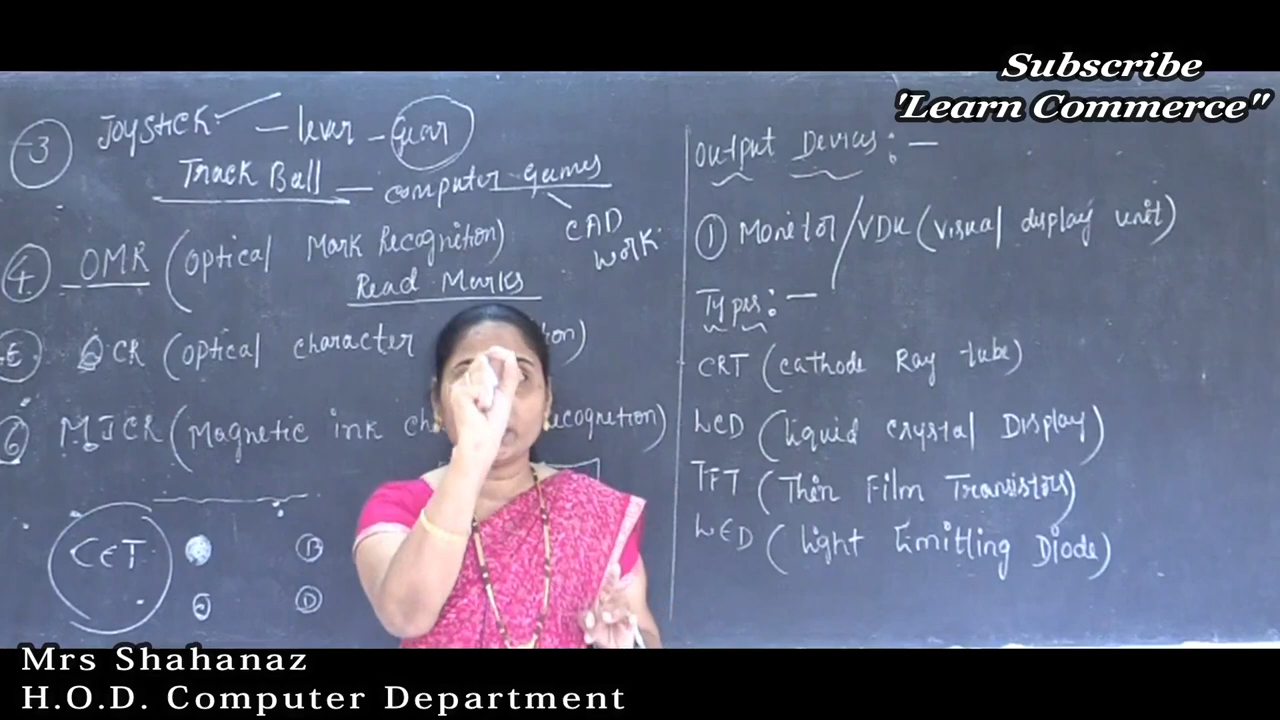 Subscribe
'Learn Commerce"
3 Joystick — lever — Gear
Track Ball — computer games
CAD
work
4 OMR (Optical Mark Recognition)
Read Marks
5 OCR (optical character
6 MICR (Magnetic ink ch recognition)
CET
B
D
Output Devices : —
1 Monitor / VDU (visual display unit)
Types : —
CRT (cathode Ray tube)
LCD (liquid crystal Display)
TFT (Thin Film Transistors)
LED (light Emitting Diode)
Mrs Shahanaz
H.O.D. Computer Department